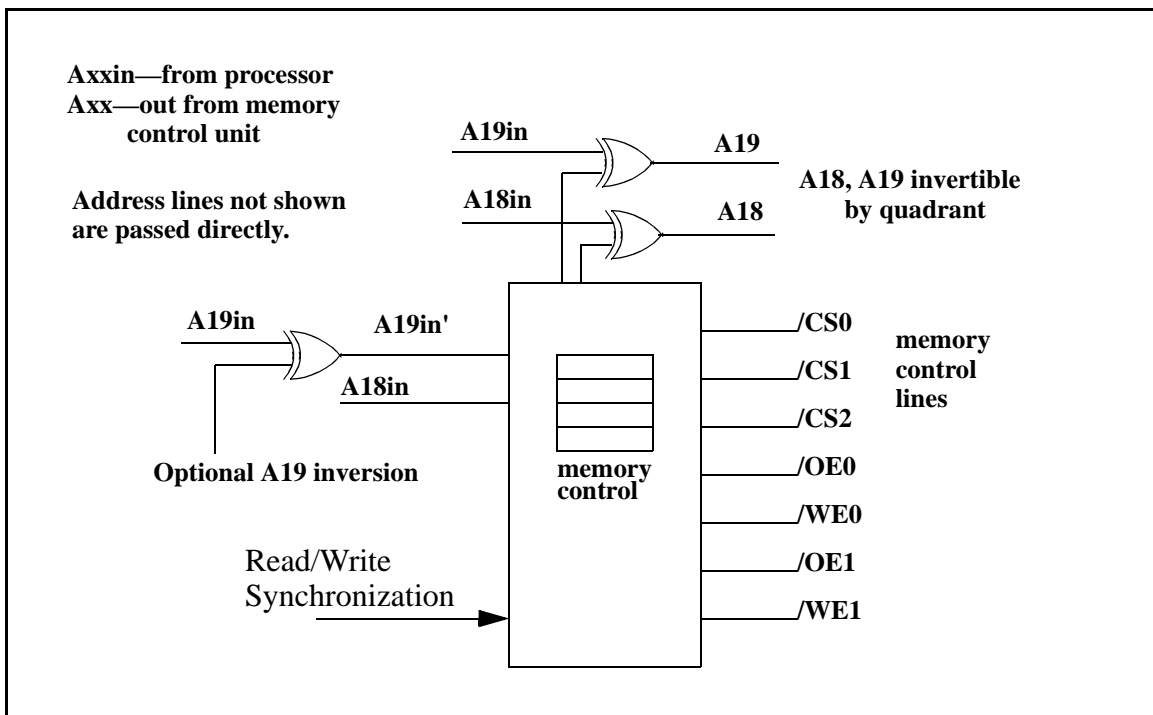 Axxin—from processor
Axx—out from memory
control unit
Address lines not shown
are passed directly.
A19in
A19
A18in
A18
A18, A19 invertible
by quadrant
A19in
A19in'
A18in
Optional A19 inversion
Read/Write
Synchronization
memory
control
/CS0
/CS1
/CS2
/OE0
/WE0
/OE1
/WE1
memory
control
lines